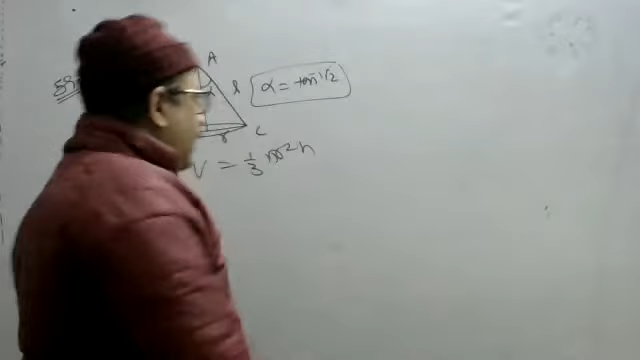 A
α
l
α = tan⁻¹√2
C
r
V = 1/3 πr²h